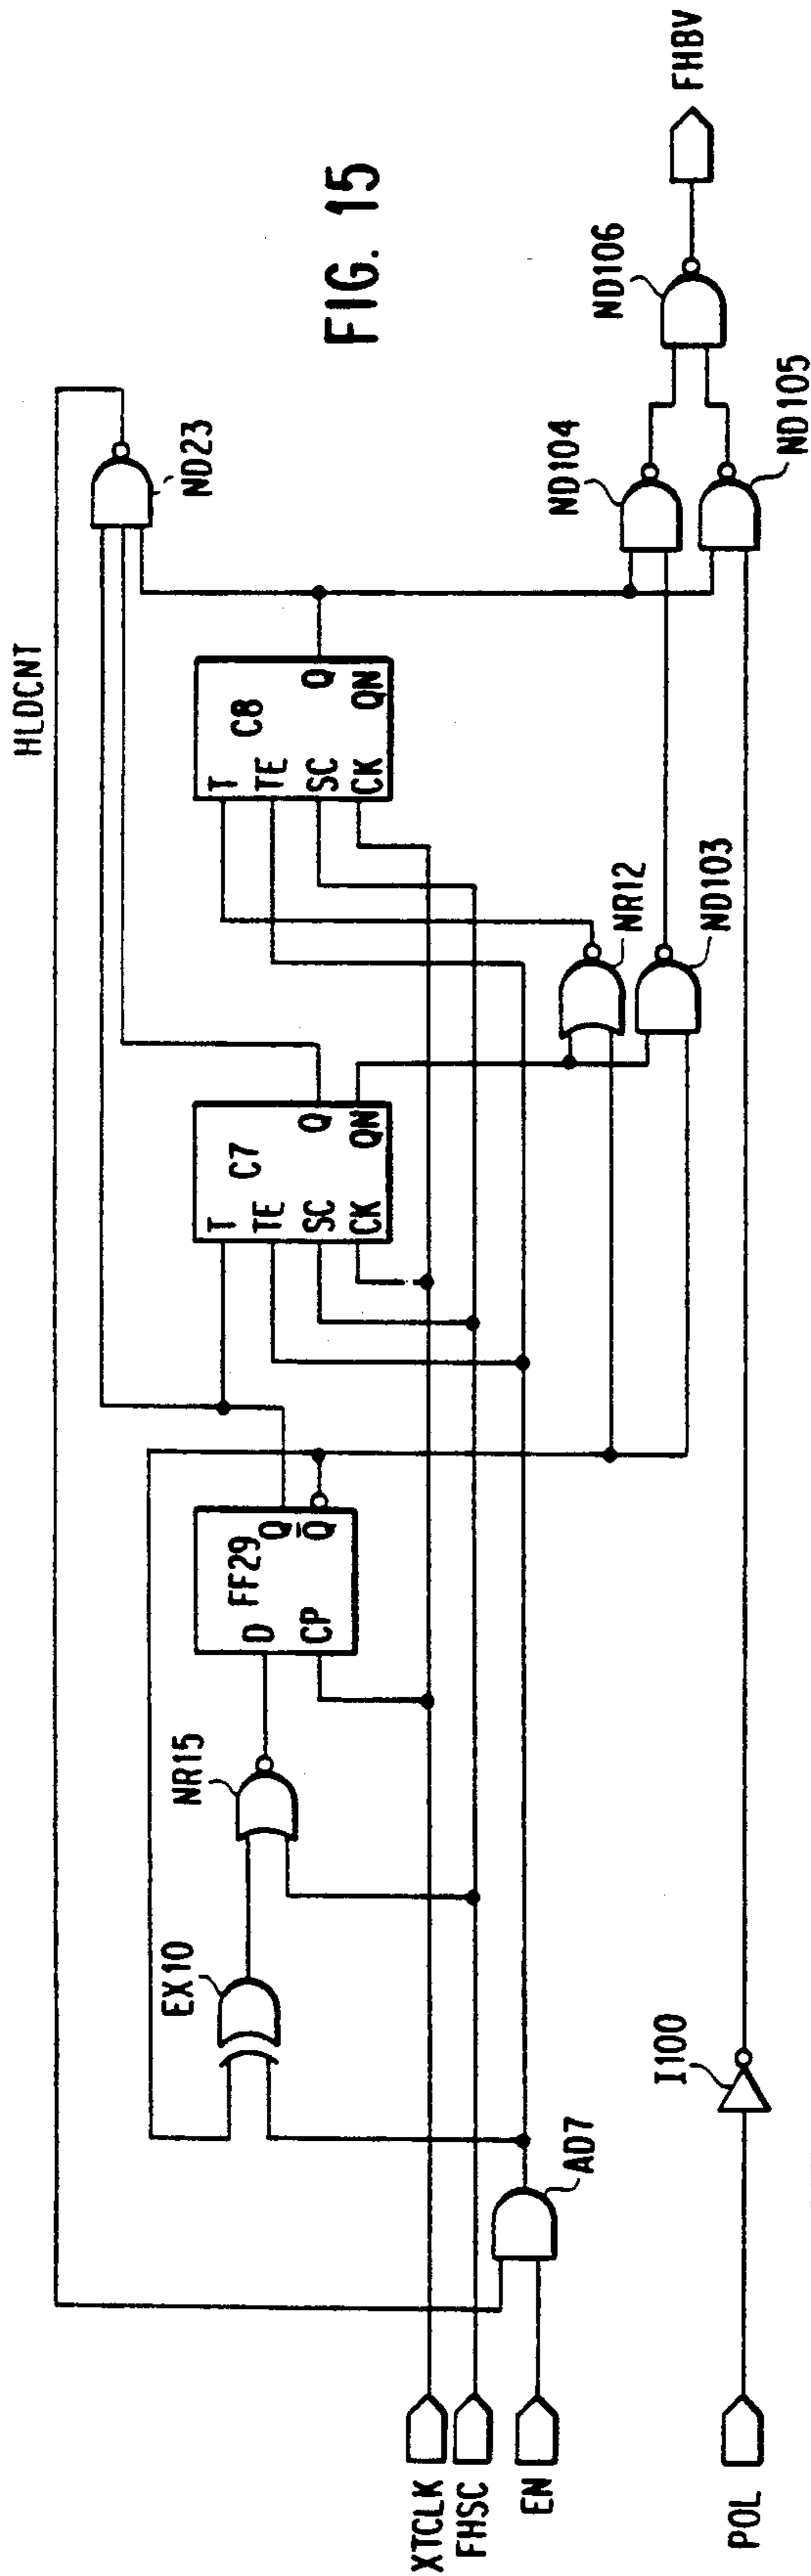 FIG. 15
HLDCNT
ND23
EX10
NR15
FF29
D
CP
Q
Q̅
C7
T
TE
SC
CK
Q
QN
C8
T
TE
SC
CK
Q
QN
NR12
ND103
ND104
ND105
ND106
FHBV
AD7
I100
XTCLK
FHSC
EN
POL